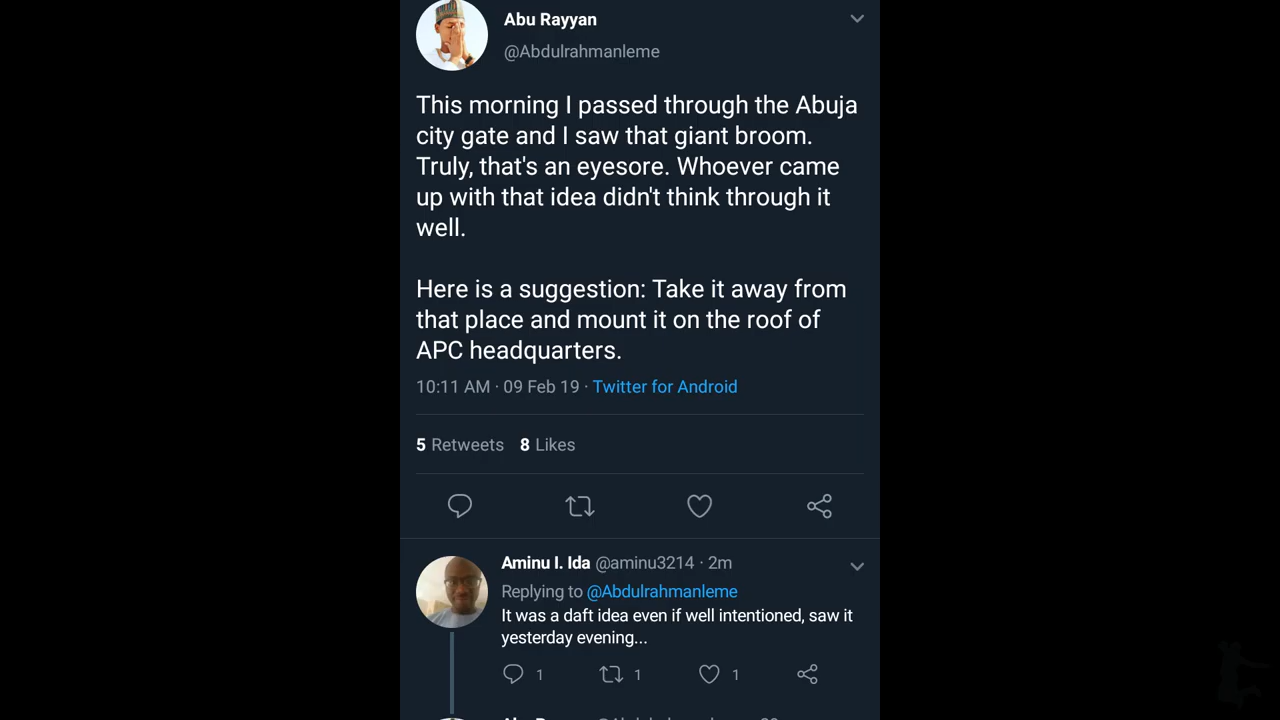 Abu Rayyan
@Abdulrahmanleme
This morning I passed through the Abuja
city gate and I saw that giant broom.
Truly, that's an eyesore. Whoever came
up with that idea didn't think through it
well.
Here is a suggestion: Take it away from
that place and mount it on the roof of
APC headquarters.
10:11 AM · 09 Feb 19 · Twitter for Android
5 Retweets 8 Likes
Aminu I. Ida @aminu3214 · 2m
Replying to @Abdulrahmanleme
It was a daft idea even if well intentioned, saw it
yesterday evening...
1 1 1